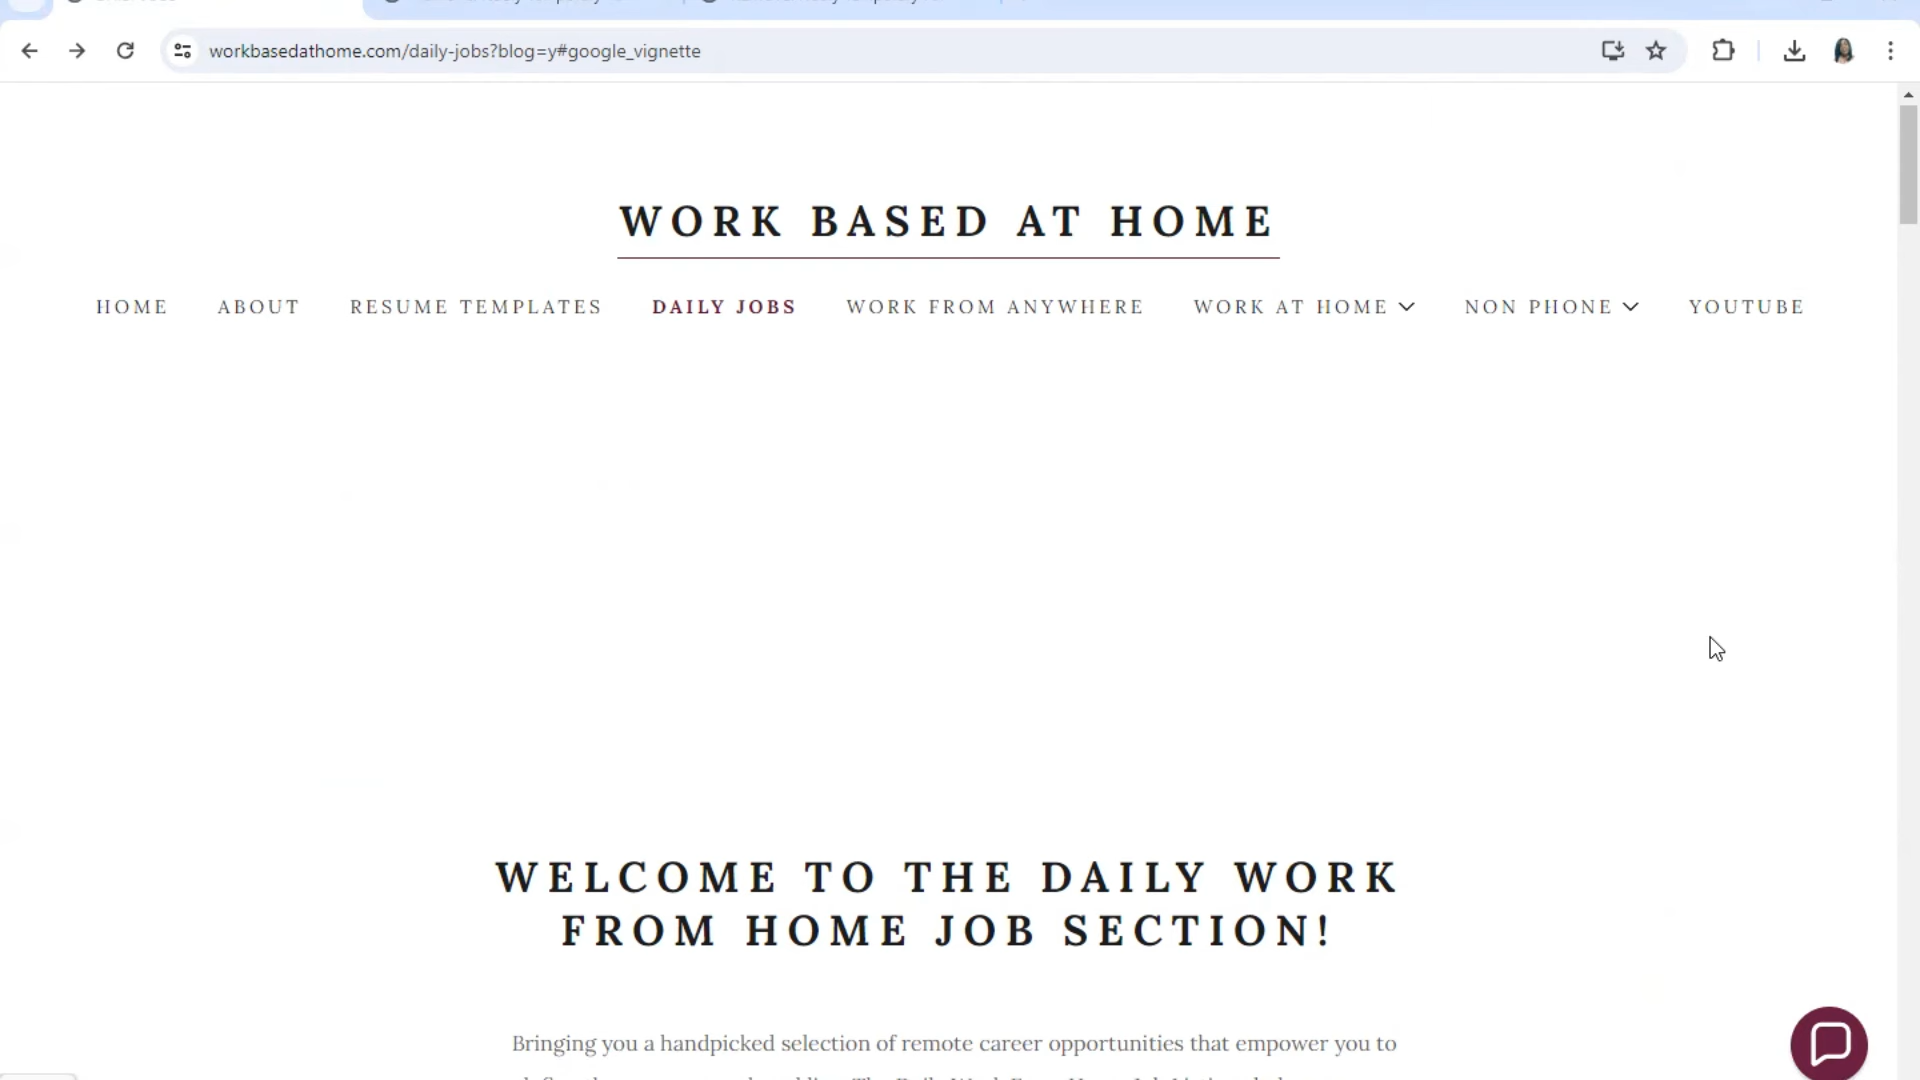 workbasedathome.com/daily-jobs?blog=y#google_vignette
WORK BASED AT HOME
HOME ABOUT RESUME TEMPLATES DAILY JOBS WORK FROM ANYWHERE WORK AT HOME NON PHONE YOUTUBE
WELCOME TO THE DAILY WORK
FROM HOME JOB SECTION!
Bringing you a handpicked selection of remote career opportunities that empower you to